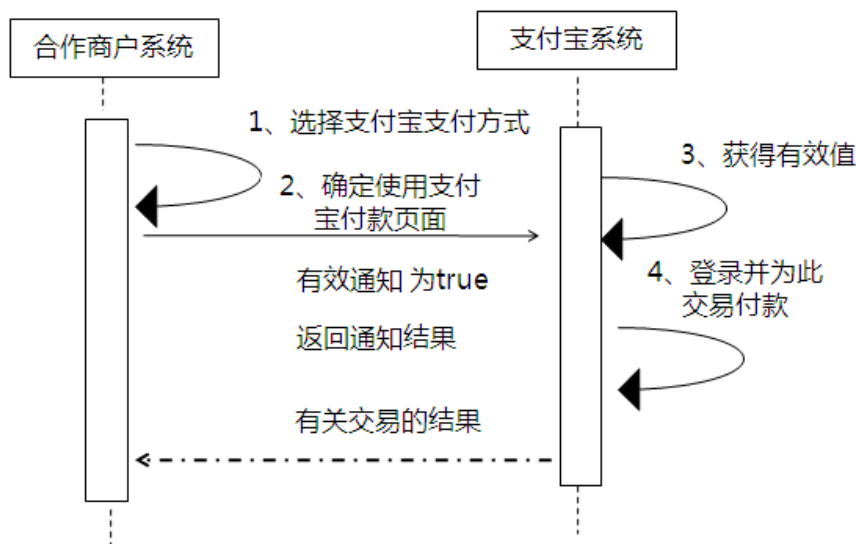 合作商户系统
支付宝系统
1、选择支付宝支付方式
2、确定使用支付
宝付款页面
3、获得有效值
有效通知 为true
4、登录并为此
交易付款
返回通知结果
有关交易的结果